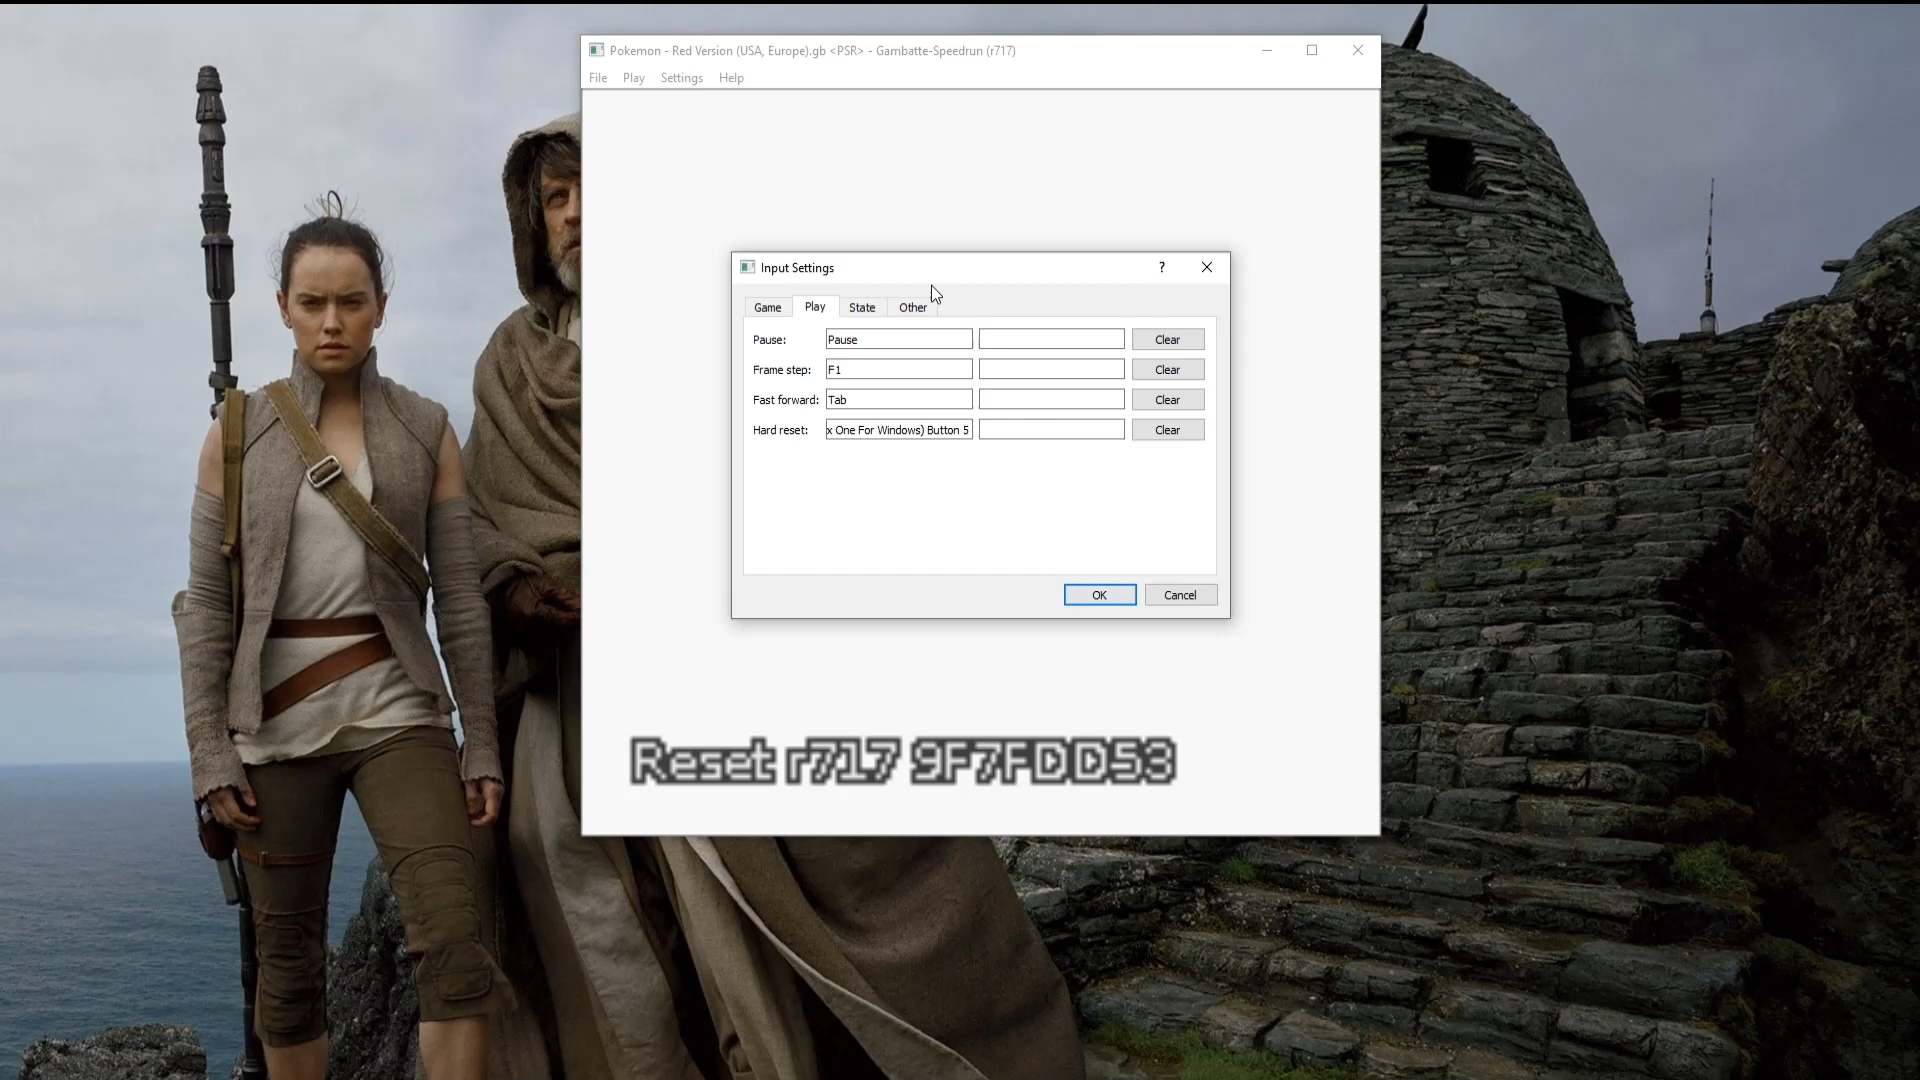 Pokemon - Red Version (USA, Europe).gb <PSR> - Gambatte-Speedrun (r717)
File Play Settings Help
Input Settings
?
Game Play State Other
Pause: Pause Clear
Frame step: F1 Clear
Fast forward: Tab Clear
Hard reset: x One For Windows) Button 5 Clear
OK Cancel
Reset r717 9F7FDD53